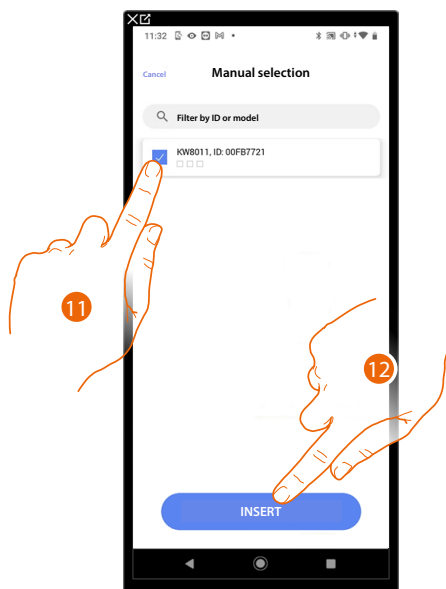 11:32
Cancel
Manual selection
Filter by ID or model
KW8011, ID: 00FB7721
11
12
INSERT